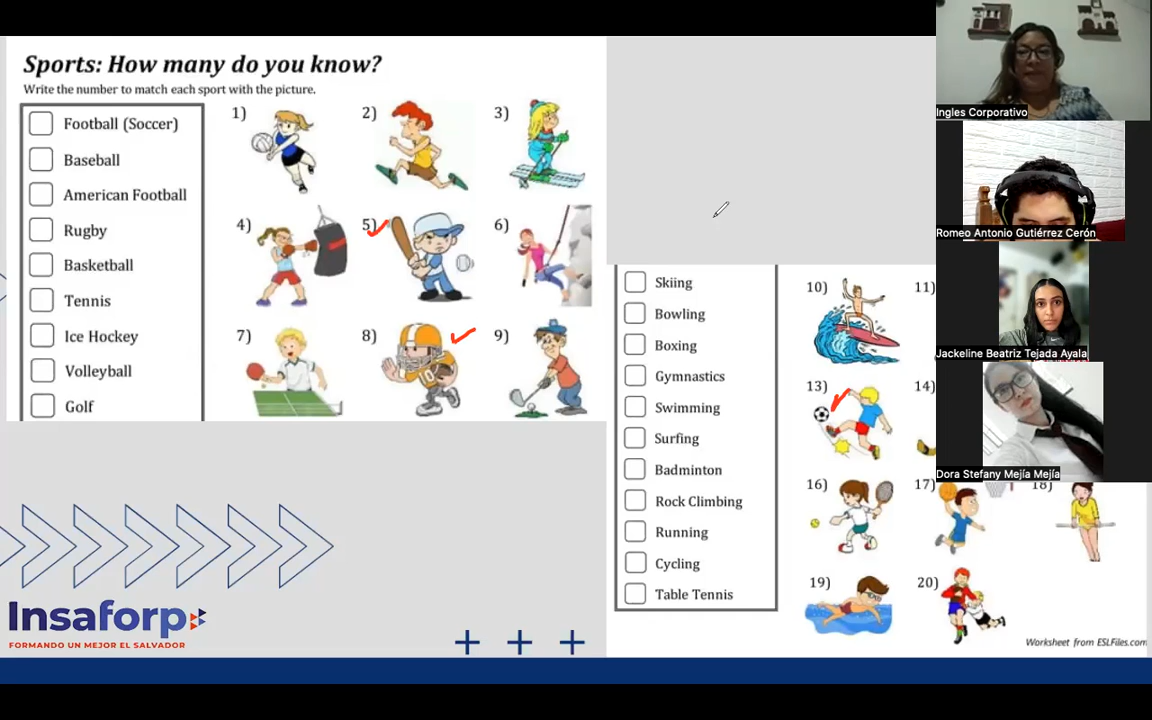 Sports: How many do you know?
Write the number to match each sport with the picture.
Football (Soccer)
Baseball
American Football
Rugby
Basketball
Tennis
Ice Hockey
Volleyball
Golf
1)
2)
3)
4)
5)
6)
7)
8)
10
9)
Skiing
Bowling
Boxing
Gymnastics
Swimming
Surfing
Badminton
Rock Climbing
Running
Cycling
Table Tennis
10)
11)
13)
14)
16)
17)
18)
19)
20)
Worksheet from ESLFiles.com
Insaforp
FORMANDO UN MEJOR EL SALVADOR
Ingles Corporativo
Romeo Antonio Gutiérrez Cerón
Jackeline Beatriz Tejada Ayala
Dora Stefany Mejía Mejía